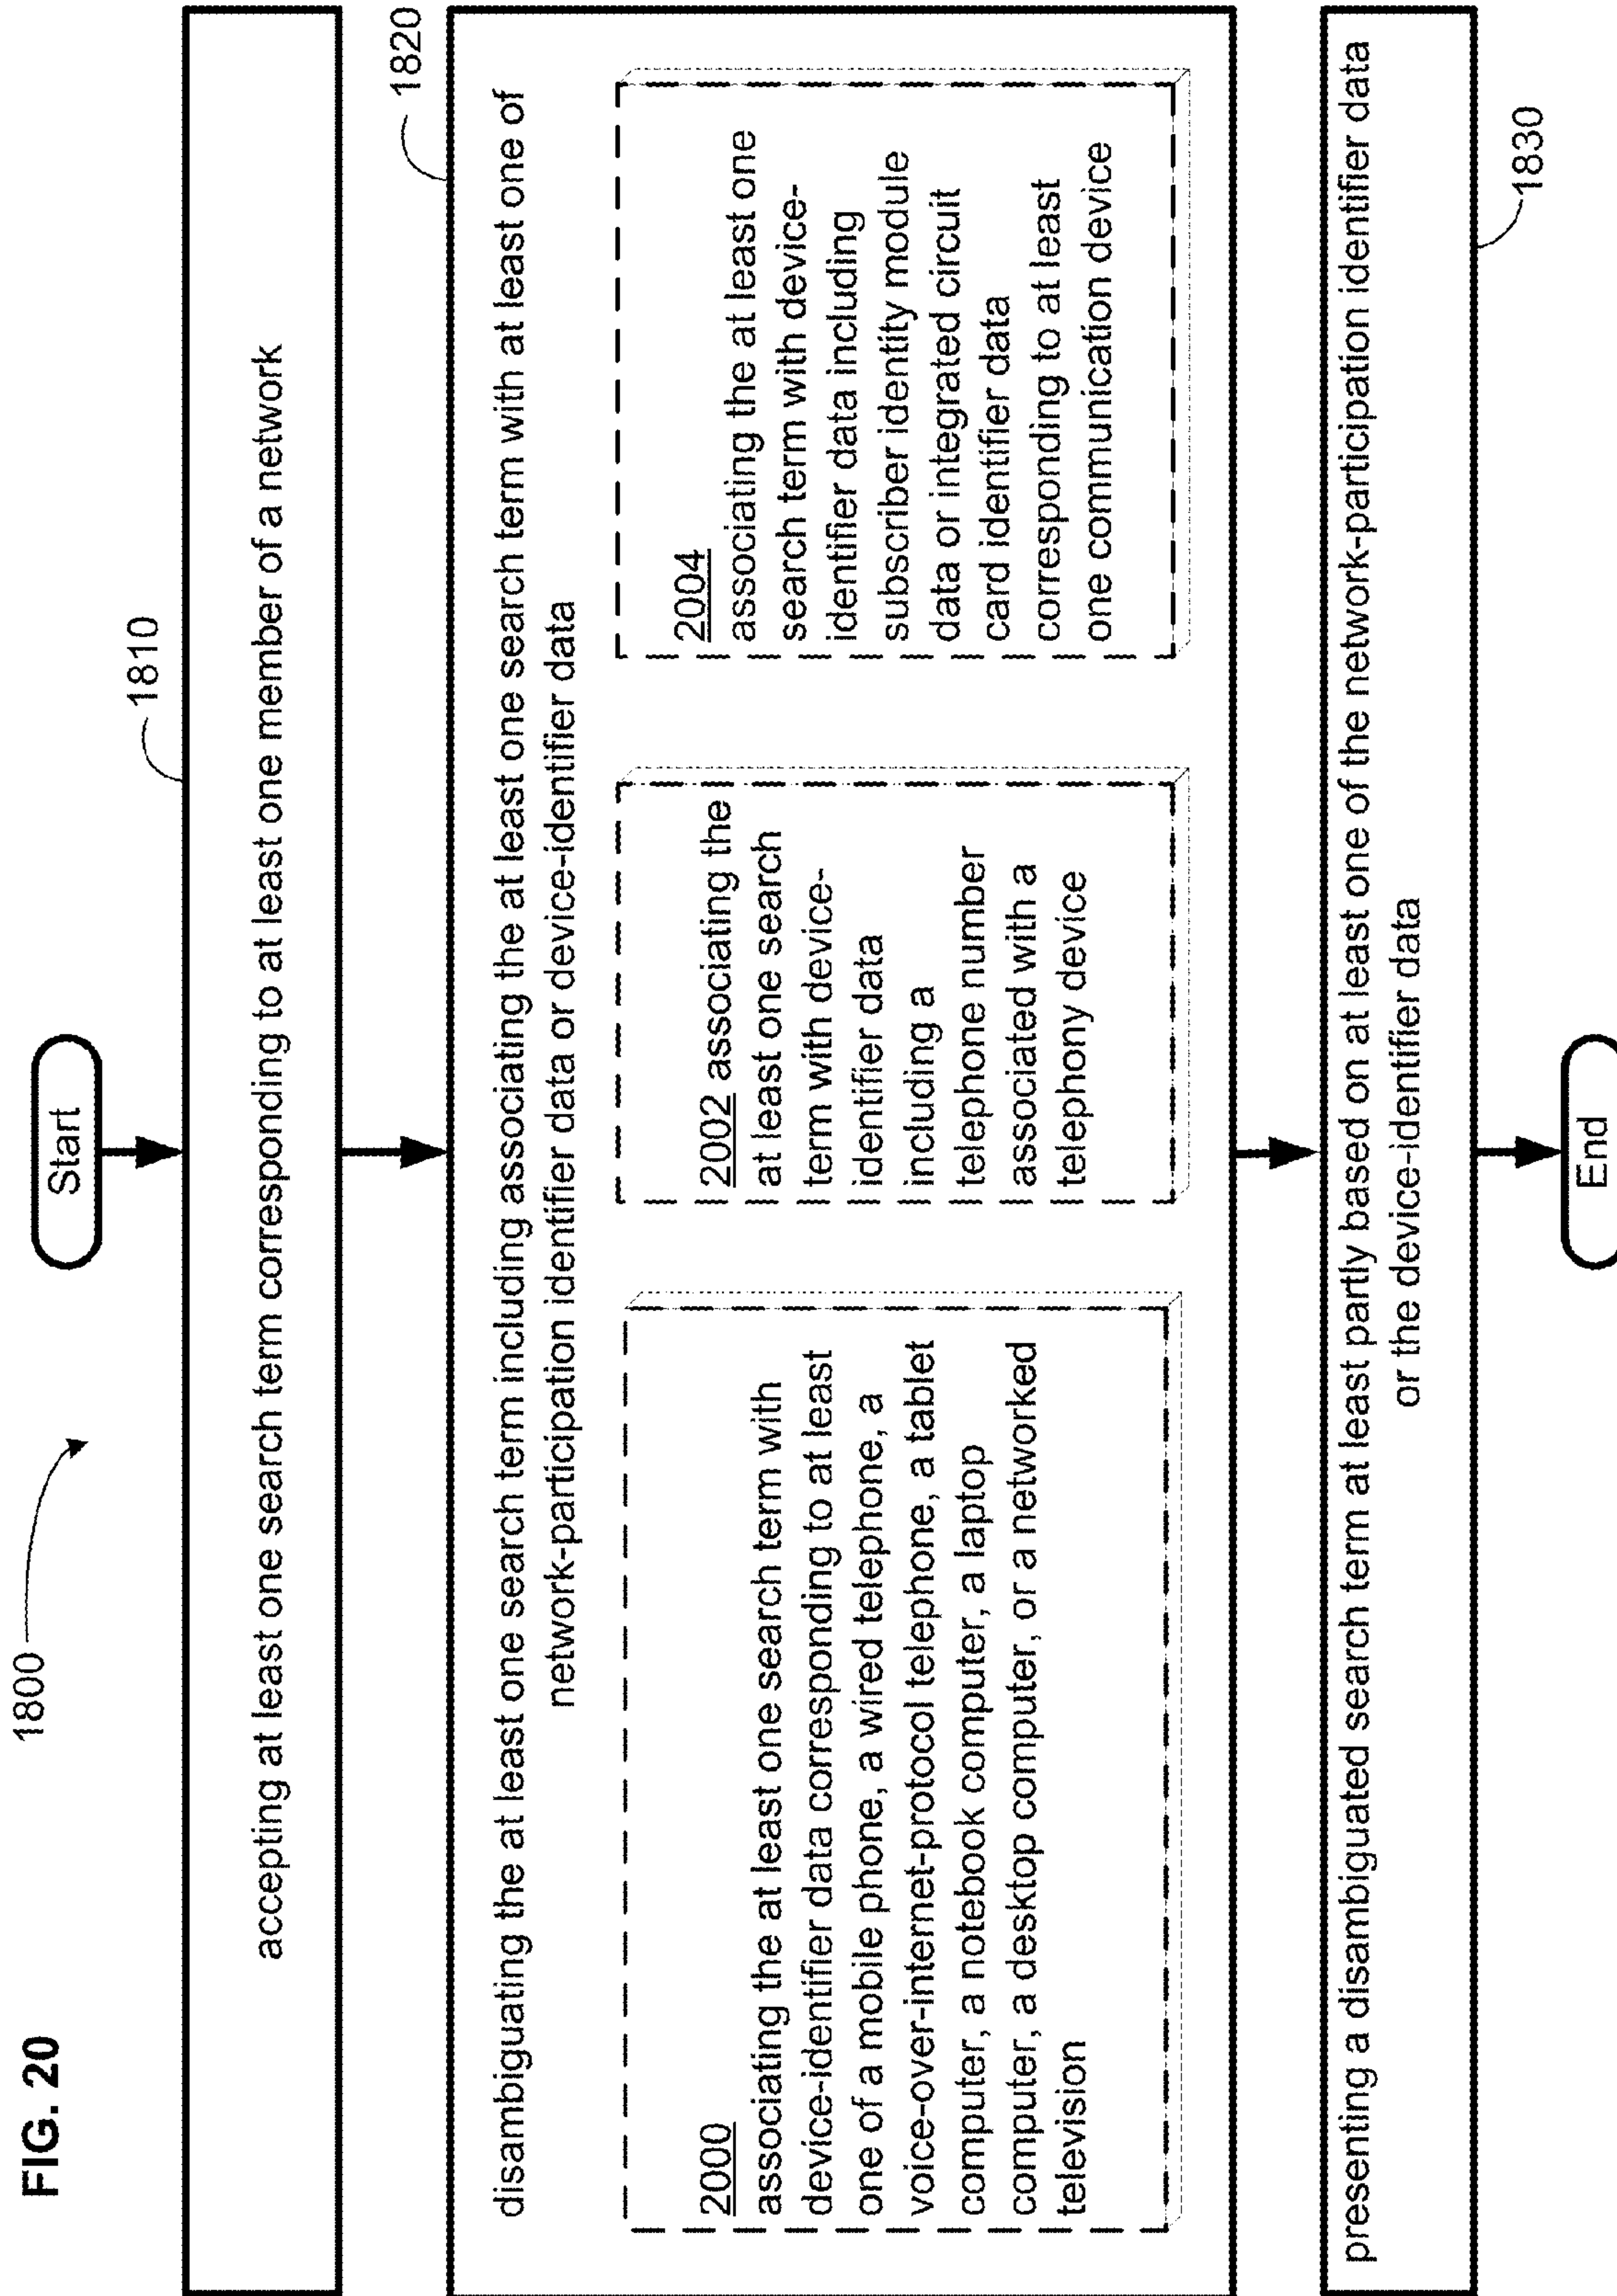 FIG. 20
1800
Start
1810
accepting at least one search term corresponding to at least one member of a network
1820
disambiguating the at least one search term including associating the at least one search term with at least one of
network-participation identifier data or device-identifier data
2000
associating the at least one search term with
device-identifier data corresponding to at least
one of a mobile phone, a wired telephone, a
voice-over-internet-protocol telephone, a tablet
computer, a notebook computer, a laptop
computer, a desktop computer, or a networked
television
2002 associating the
at least one search
term with device-
identifier data
including a
telephone number
associated with a
telephony device
2004
associating the at least one
search term with device-
identifier data including
subscriber identity module
data or integrated circuit
card identifier data
corresponding to at least
one communication device
presenting a disambiguated search term at least partly based on at least one of the network-participation identifier data
or the device-identifier data
1830
End